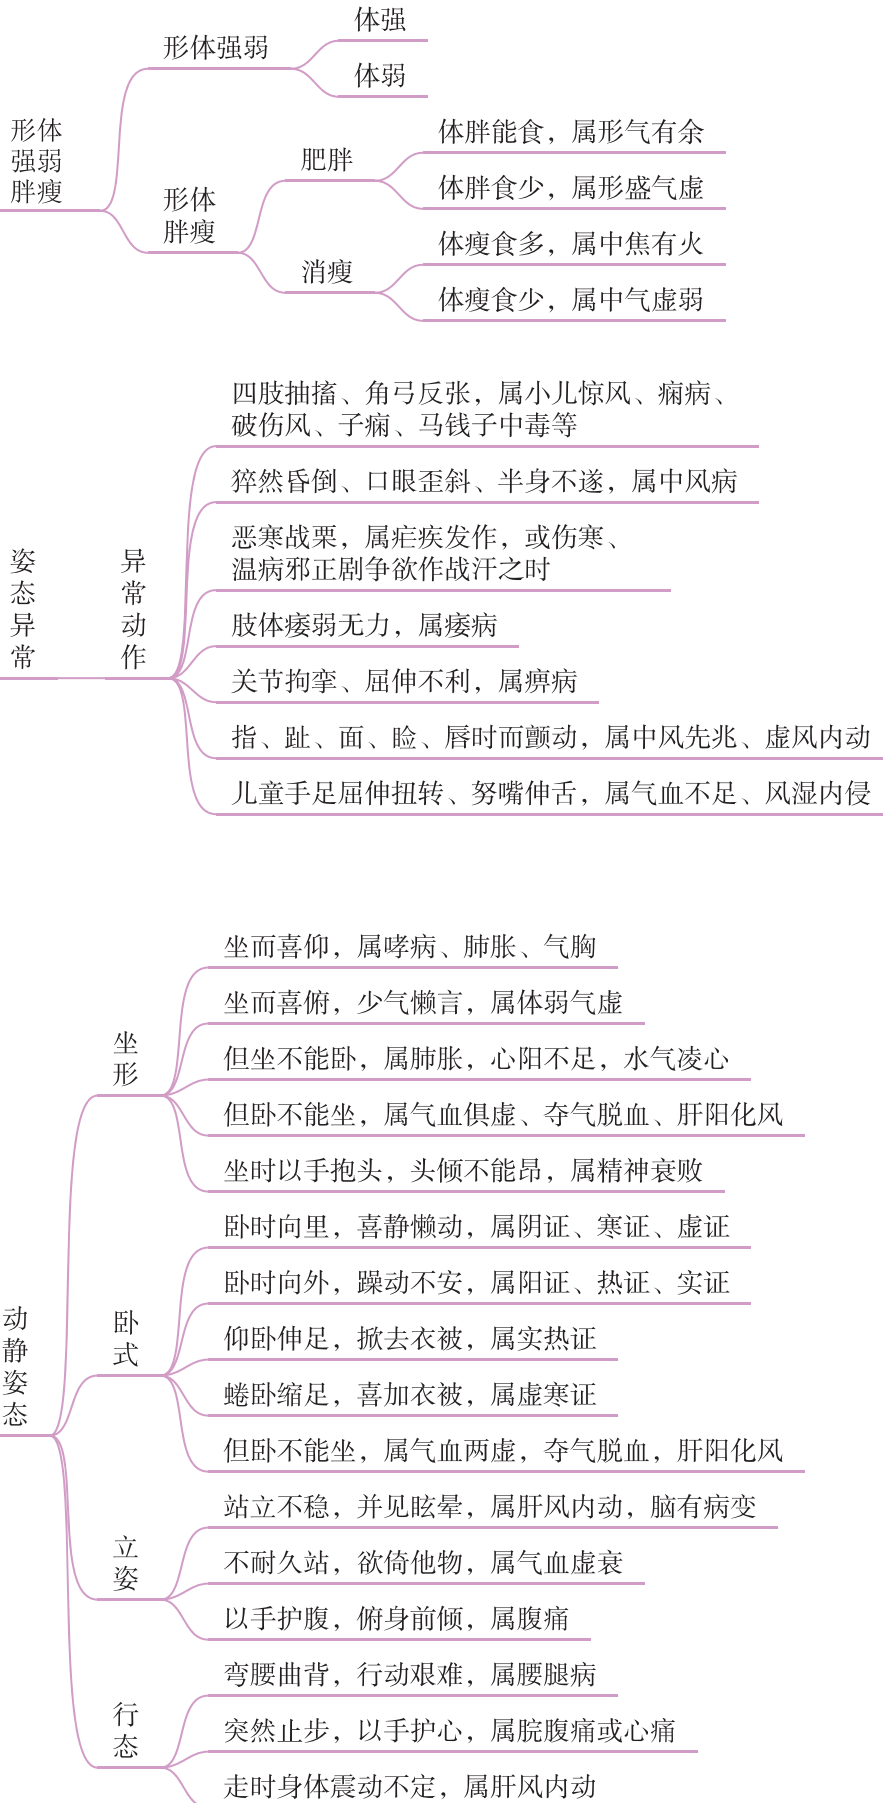 形体
强弱
胖瘦
形体强弱
体强
体弱
形体
胖瘦
肥胖
体胖能食，属形气有余
体胖食少，属形盛气虚
消瘦
体瘦食多，属中焦有火
体瘦食少，属中气虚弱
姿
态
异
常
异
常
动
作
四肢抽搐、角弓反张，属小儿惊风、痫病、
破伤风、子痫、马钱子中毒等
猝然昏倒、口眼歪斜、半身不遂，属中风病
恶寒战栗，属疟疾发作，或伤寒、
温病邪正剧争欲作战汗之时
肢体痿弱无力，属痿病
关节拘挛、屈伸不利，属痹病
指、趾、面、睑、唇时而颤动，属中风先兆、虚风内动
儿童手足屈伸扭转、努嘴伸舌，属气血不足、风湿内侵
动
静
姿
态
坐
形
坐而喜仰，属哮病、肺胀、气胸
坐而喜俯，少气懒言，属体弱气虚
但坐不能卧，属肺胀，心阳不足，水气凌心
但卧不能坐，属气血俱虚、夺气脱血、肝阳化风
坐时以手抱头，头倾不能昂，属精神衰败
卧
式
卧时向里，喜静懒动，属阴证、寒证、虚证
卧时向外，躁动不安，属阳证、热证、实证
仰卧伸足，掀去衣被，属实热证
蜷卧缩足，喜加衣被，属虚寒证
但卧不能坐，属气血两虚，夺气脱血，肝阳化风
立
姿
站立不稳，并见眩晕，属肝风内动，脑有病变
不耐久站，欲倚他物，属气血虚衰
以手护腹，俯身前倾，属腹痛
行
态
弯腰曲背，行动艰难，属腰腿病
突然止步，以手护心，属脘腹痛或心痛
走时身体震动不定，属肝风内动